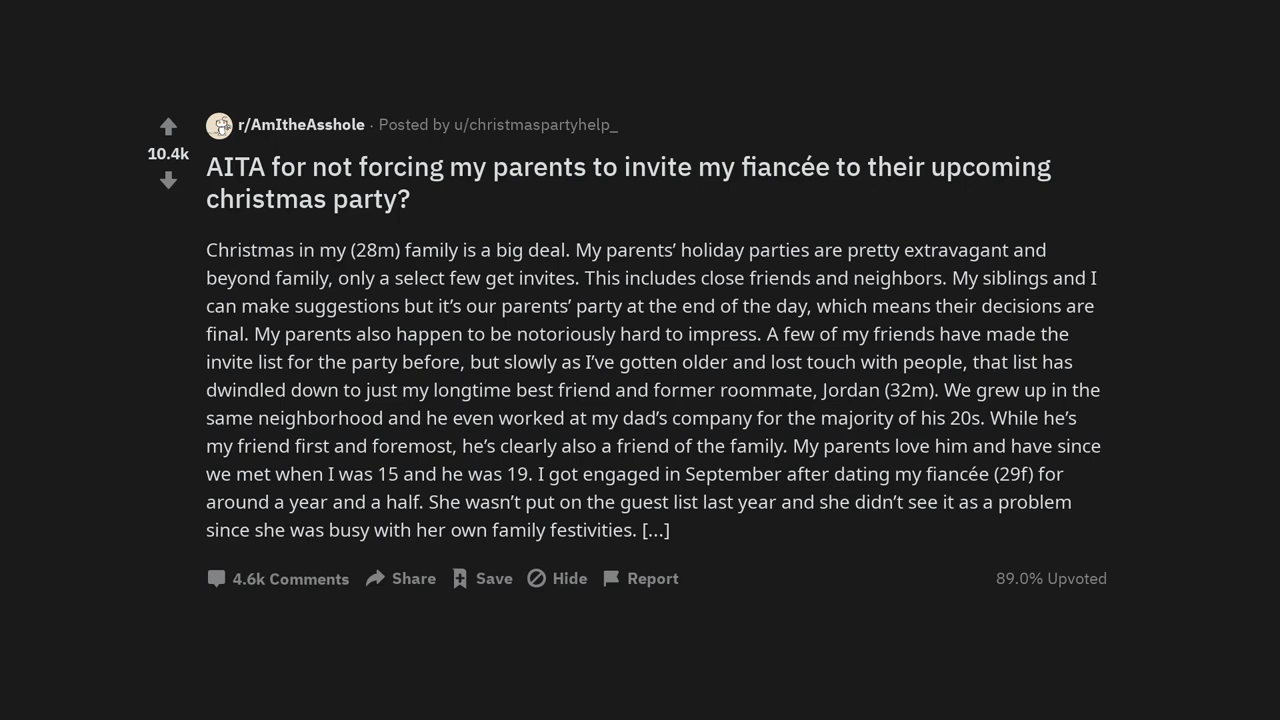 r/AmItheAsshole · Posted by u/christmaspartyhelp_
10.4k
AITA for not forcing my parents to invite my fiancée to their upcoming
christmas party?
Christmas in my (28m) family is a big deal. My parents’ holiday parties are pretty extravagant and
beyond family, only a select few get invites. This includes close friends and neighbors. My siblings and I
can make suggestions but it’s our parents’ party at the end of the day, which means their decisions are
final. My parents also happen to be notoriously hard to impress. A few of my friends have made the
invite list for the party before, but slowly as I’ve gotten older and lost touch with people, that list has
dwindled down to just my longtime best friend and former roommate, Jordan (32m). We grew up in the
same neighborhood and he even worked at my dad’s company for the majority of his 20s. While he’s
my friend first and foremost, he’s clearly also a friend of the family. My parents love him and have since
we met when I was 15 and he was 19. I got engaged in September after dating my fiancée (29f) for
around a year and a half. She wasn’t put on the guest list last year and she didn’t see it as a problem
since she was busy with her own family festivities. [...]
4.6k Comments Share Save Hide Report 89.0% Upvoted